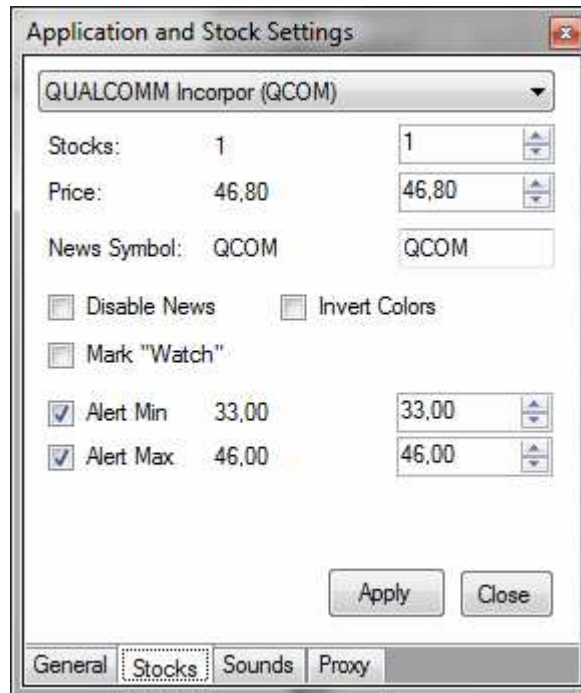 Application and Stock Settings
QUALCOMM Incorpor (QCOM)
Stocks: 1 1
Price: 46,80 46,80
News Symbol: QCOM QCOM
Disable News Invert Colors
Mark "Watch"
Alert Min 33,00 33,00
Alert Max 46,00 46,00
Apply Close
General Stocks Sounds Proxy